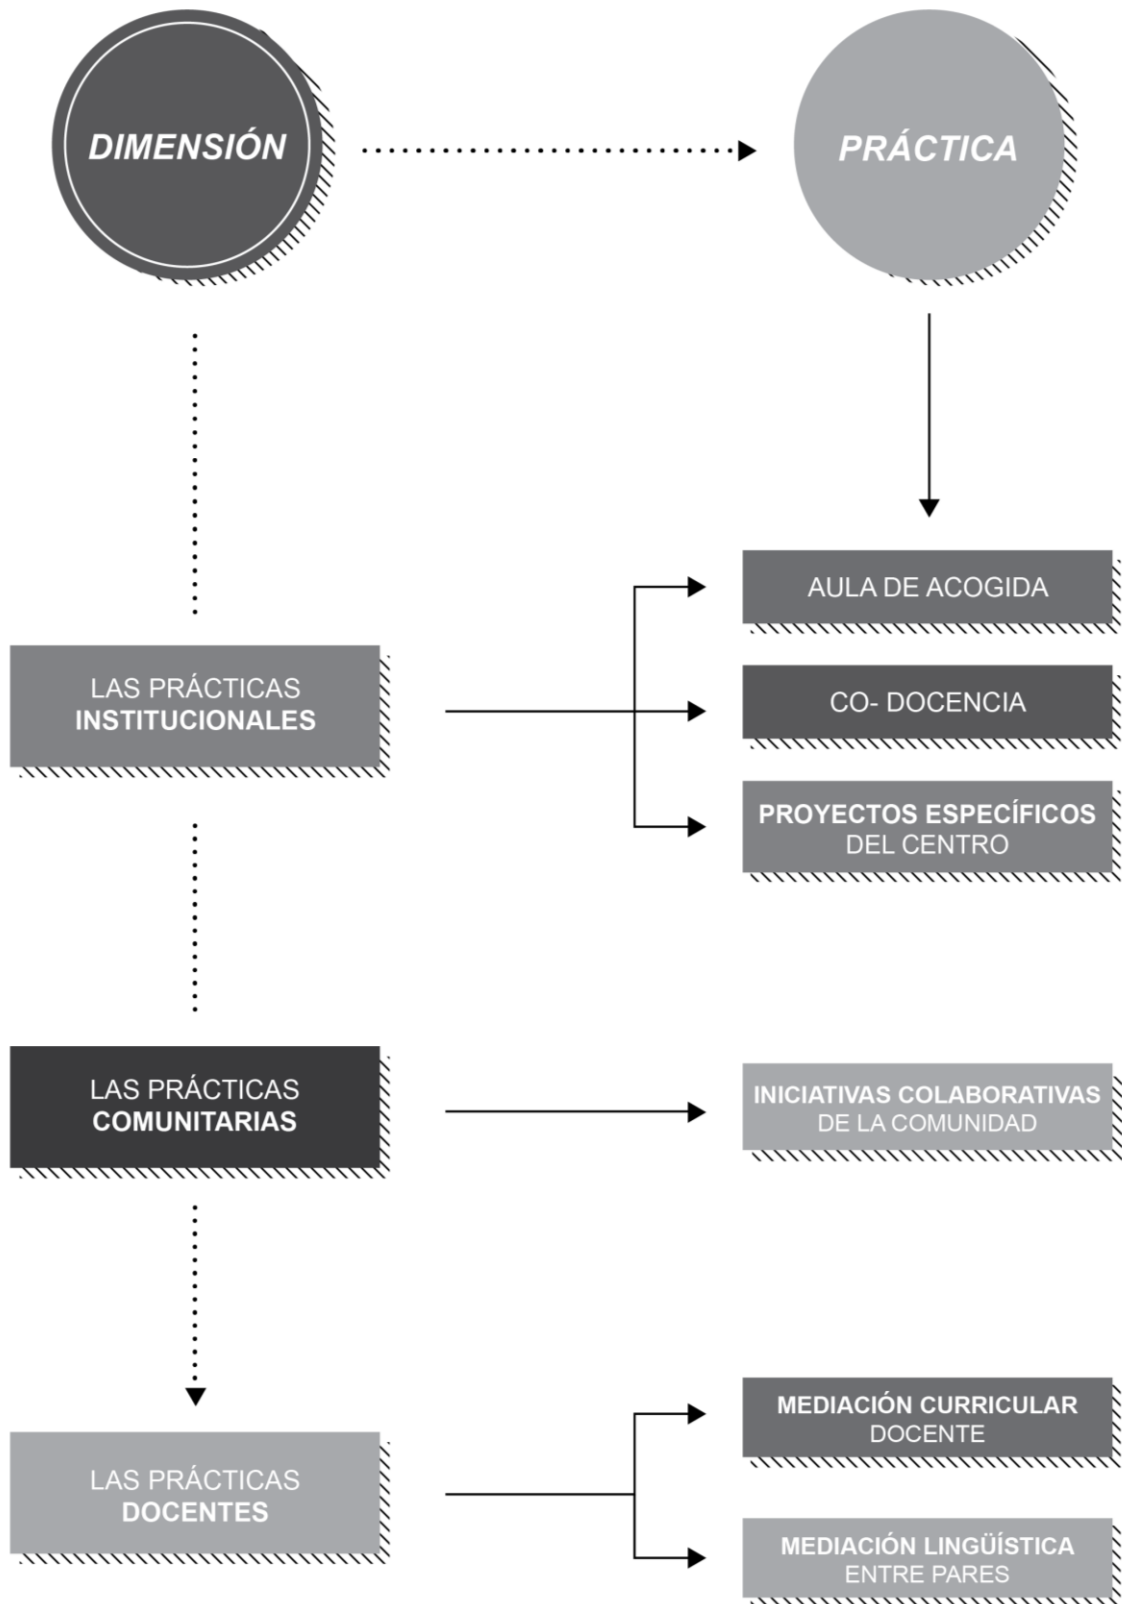 DIMENSIÓN
PRÁCTICA
LAS PRÁCTICAS
INSTITUCIONALES
AULA DE ACOGIDA
CO- DOCENCIA
PROYECTOS ESPECÍFICOS
DEL CENTRO
LAS PRÁCTICAS
COMUNITARIAS
INICIATIVAS COLABORATIVAS
DE LA COMUNIDAD
LAS PRÁCTICAS
DOCENTES
MEDIACIÓN CURRICULAR
DOCENTE
MEDIACIÓN LINGÜÍSTICA
ENTRE PARES